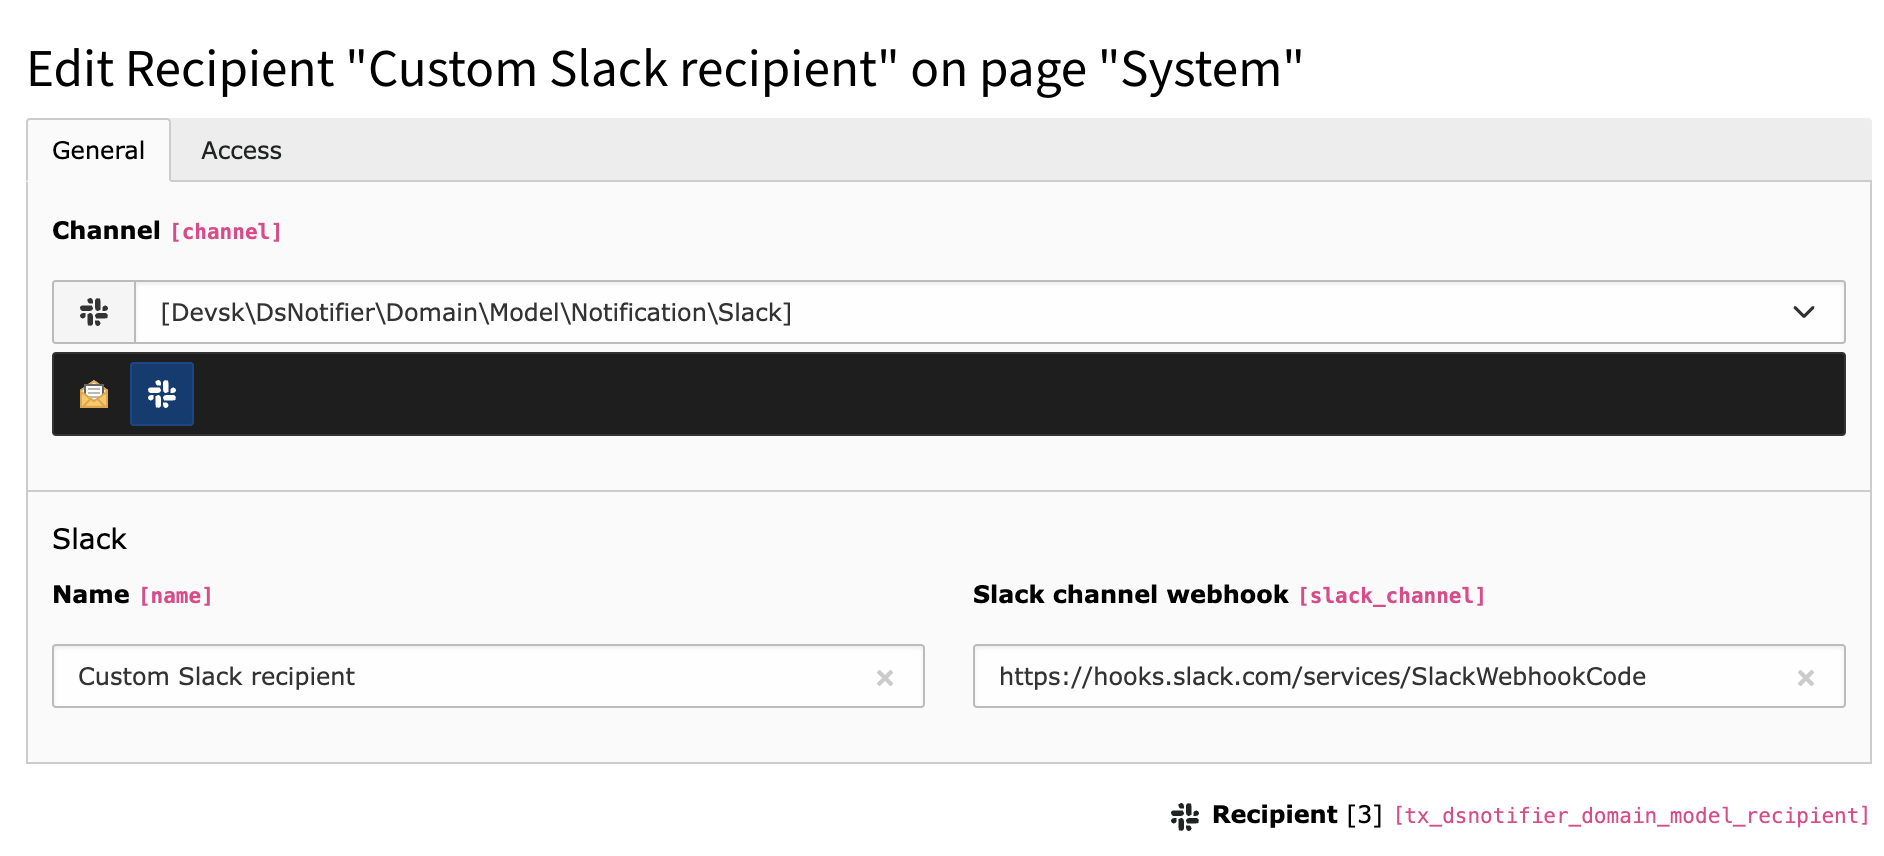 Edit Recipient "Custom Slack recipient" on page "System"
General Access
Channel [channel]
[Devsk\DsNotifier\Domain\Model\Notification\Slack]
Slack
Name [name] Slack channel webhook [slack_channel]
Custom Slack recipient https://hooks.slack.com/services/SlackWebhookCode
Recipient [3] [tx_dsnotifier_domain_model_recipient]